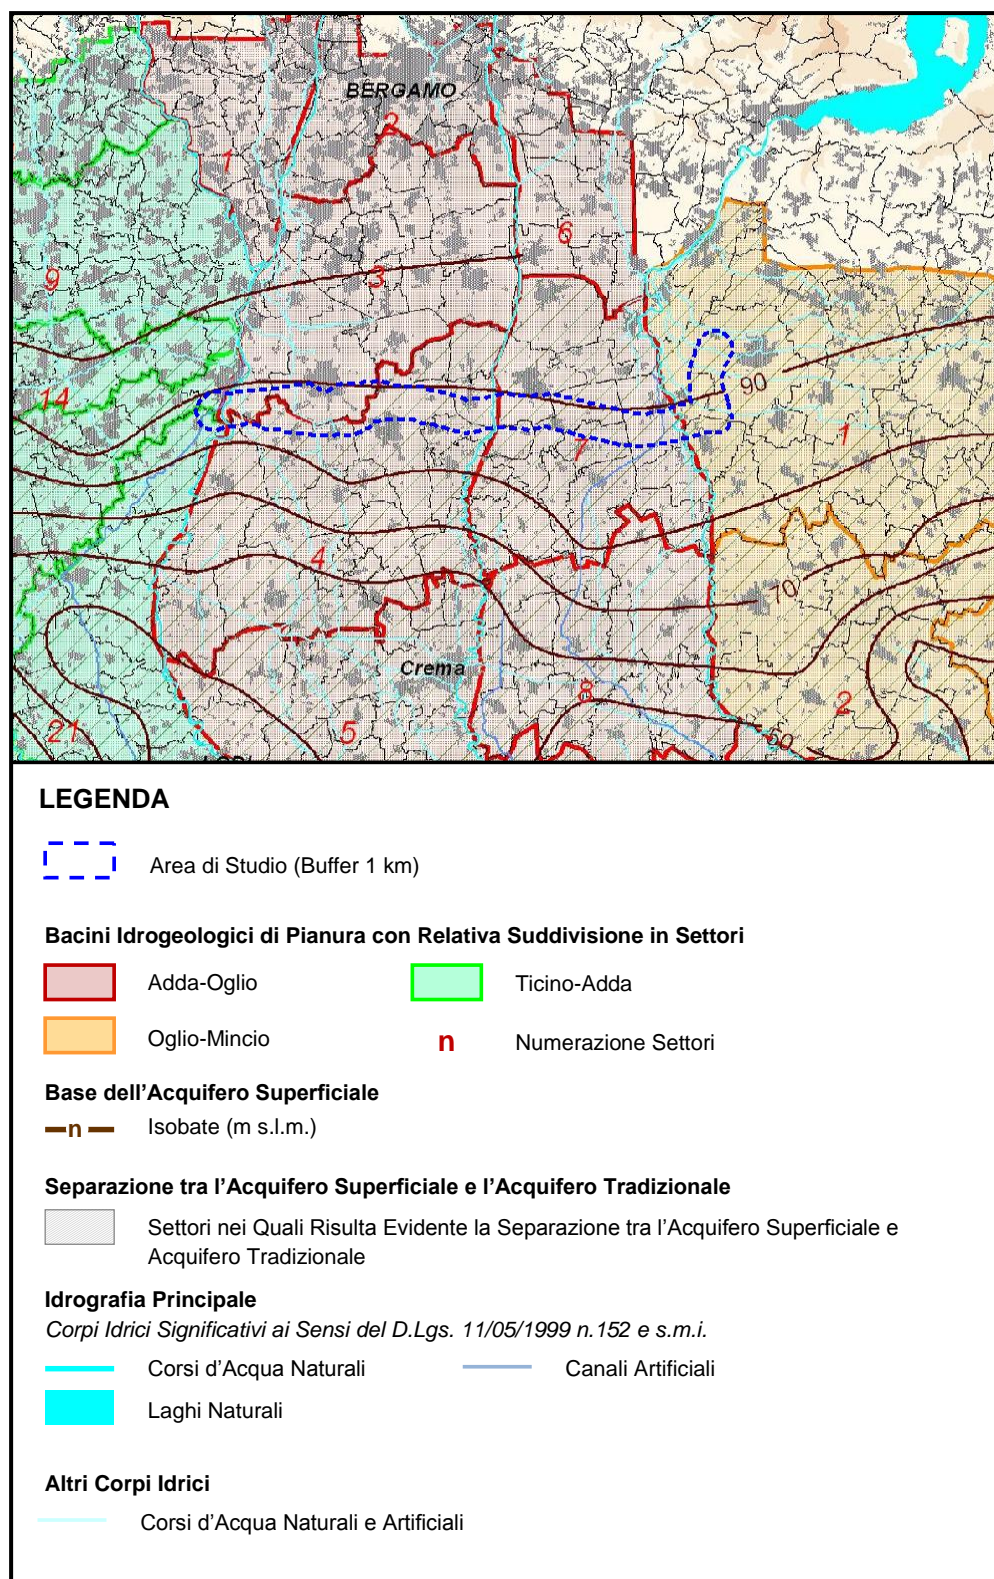 BERGAMO
2
1
6
9
3
14
90
1
7
4
70
Crema
8
2
21
5
60
LEGENDA
Area di Studio (Buffer 1 km)
Bacini Idrogeologici di Pianura con Relativa Suddivisione in Settori
Adda-Oglio
Ticino-Adda
Oglio-Mincio
n Numerazione Settori
Base dell'Acquifero Superficiale
n Isobate (m s.l.m.)
Separazione tra l'Acquifero Superficiale e l'Acquifero Tradizionale
Settori nei Quali Risulta Evidente la Separazione tra l'Acquifero Superficiale e
Acquifero Tradizionale
Idrografia Principale
Corpi Idrici Significativi ai Sensi del D.Lgs. 11/05/1999 n.152 e s.m.i.
Corsi d'Acqua Naturali
Canali Artificiali
Laghi Naturali
Altri Corpi Idrici
Corsi d'Acqua Naturali e Artificiali